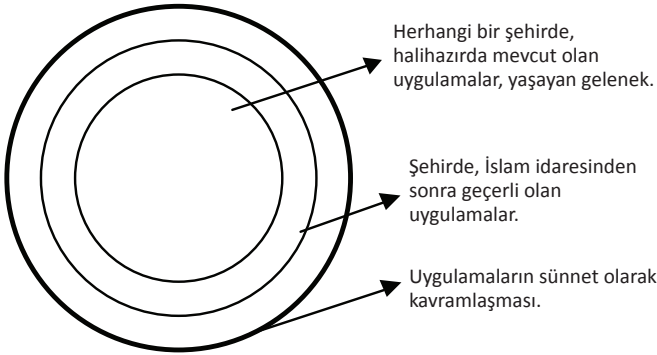 Herhangi bir şehirde,
halihazırda mevcut olan
uygulamalar, yaşayan gelenek.
Şehirde, İslam idaresinden
sonra geçerli olan
uygulamalar.
Uygulamaların sünnet olarak
kavramlaşması.